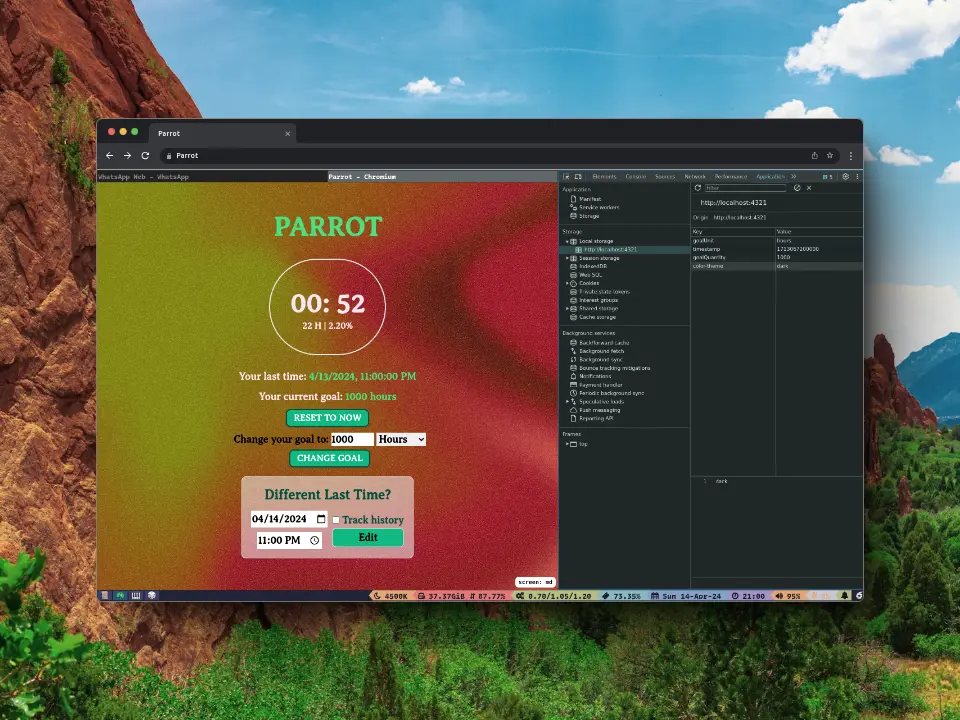 Parrot
Parrot
WhatsApp Web - WhatsApp
Parrot - Chromium
PARROT
00: 52
22 H | 2.20%
Your last time: 4/13/2024, 11:00:00 PM
Your current goal: 1000 hours
RESET TO NOW
Change your goal to: 1000 Hours
CHANGE GOAL
Different Last Time?
04/14/2024
Track history
11:00 PM
Edit
screen: md
Elements Console Sources Network Performance Application
Application
Manifest
Service workers
Storage
Storage
Local storage
http://localhost:4321
Session storage
IndexedDB
Web SQL
Cookies
Private state tokens
Interest groups
Shared storage
Cache storage
Background services
Back/forward cache
Background fetch
Background sync
Bounce tracking mitigations
Notifications
Payment handler
Periodic background sync
Speculative loads
Push messaging
Reporting API
Frames
top
Filter
http://localhost:4321
Origin http://localhost:4321
Key Value
goalUnit hours
timestamp 1713067200000
goalQuantity 1000
color-theme dark
1 dark
4500K 37.37GiB 87.77% 0.70/1.05/1.20 73.35% Sun 14-Apr-24 21:00 95%